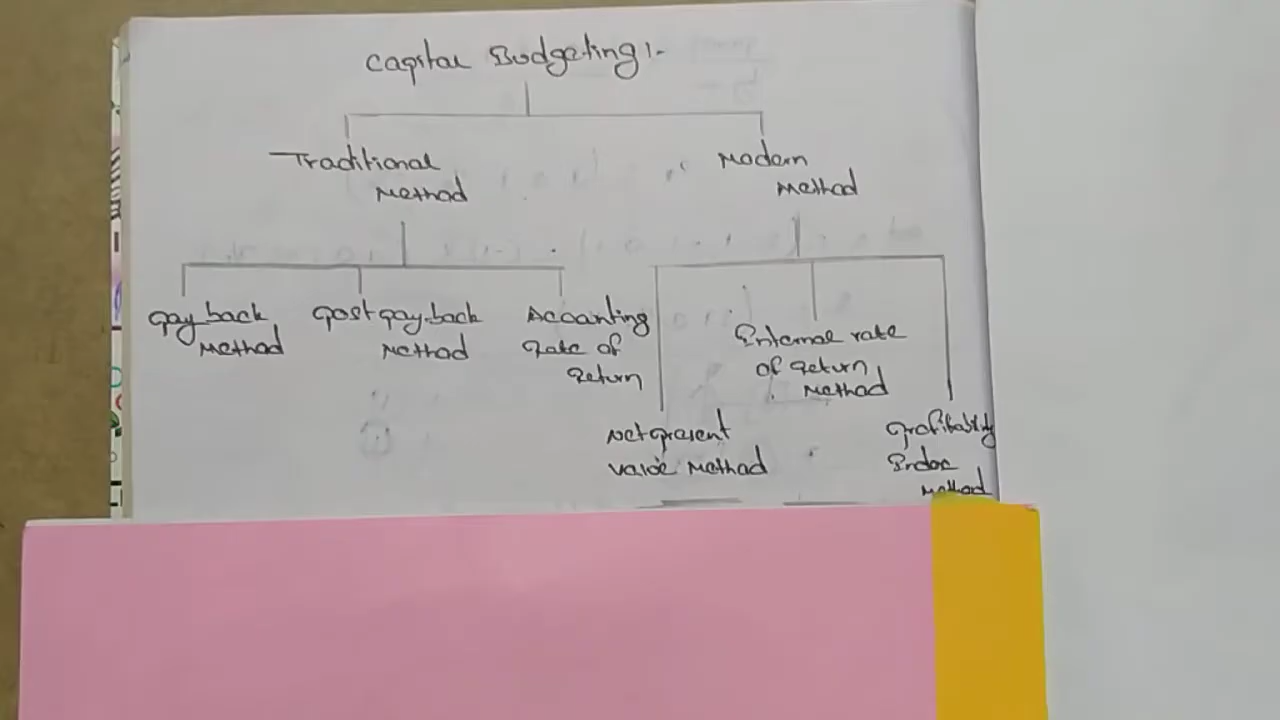 Capital Budgeting :-
Traditional
Method
Modern
Method
Pay back
Method
Post pay-back
Method
Accounting
Rate of
Return
Internal rate
of Return
Method
Net present
Value Method
Profitability
Index
Method